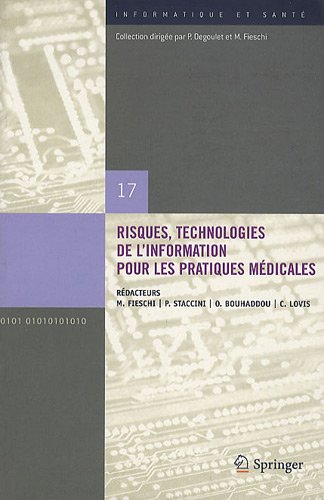 INFORMATIQUE ET SANTÉ
Collection dirigée par P. Degoulet et M. Fieschi
17
RISQUES, TECHNOLOGIES
DE L'INFORMATION
POUR LES PRATIQUES MÉDICALES
RÉDACTEURS
M. FIESCHI | P. STACCINI | O. BOUHADDOU | C. LOVIS
0101 01010101010
Springer